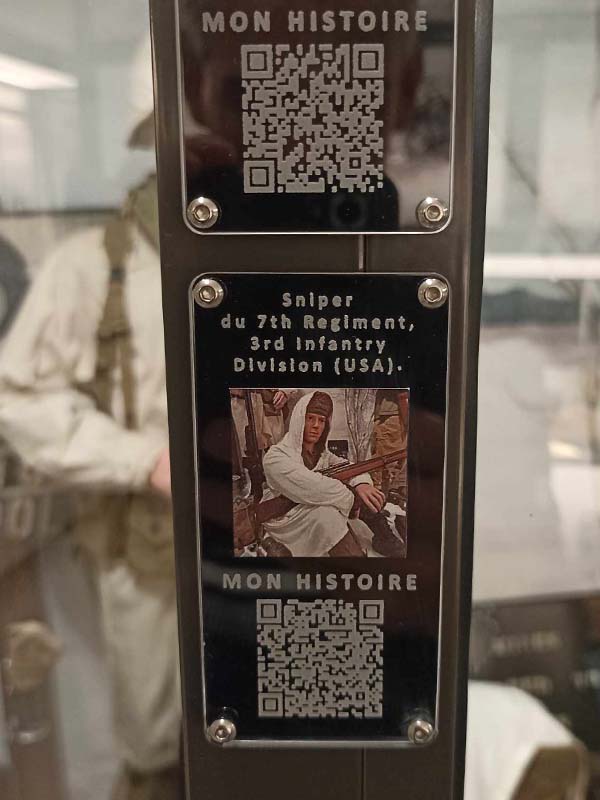 MON HISTOIRE
Sniper
du 7th Regiment,
3rd Infantry
Division (USA).
MON HISTOIRE